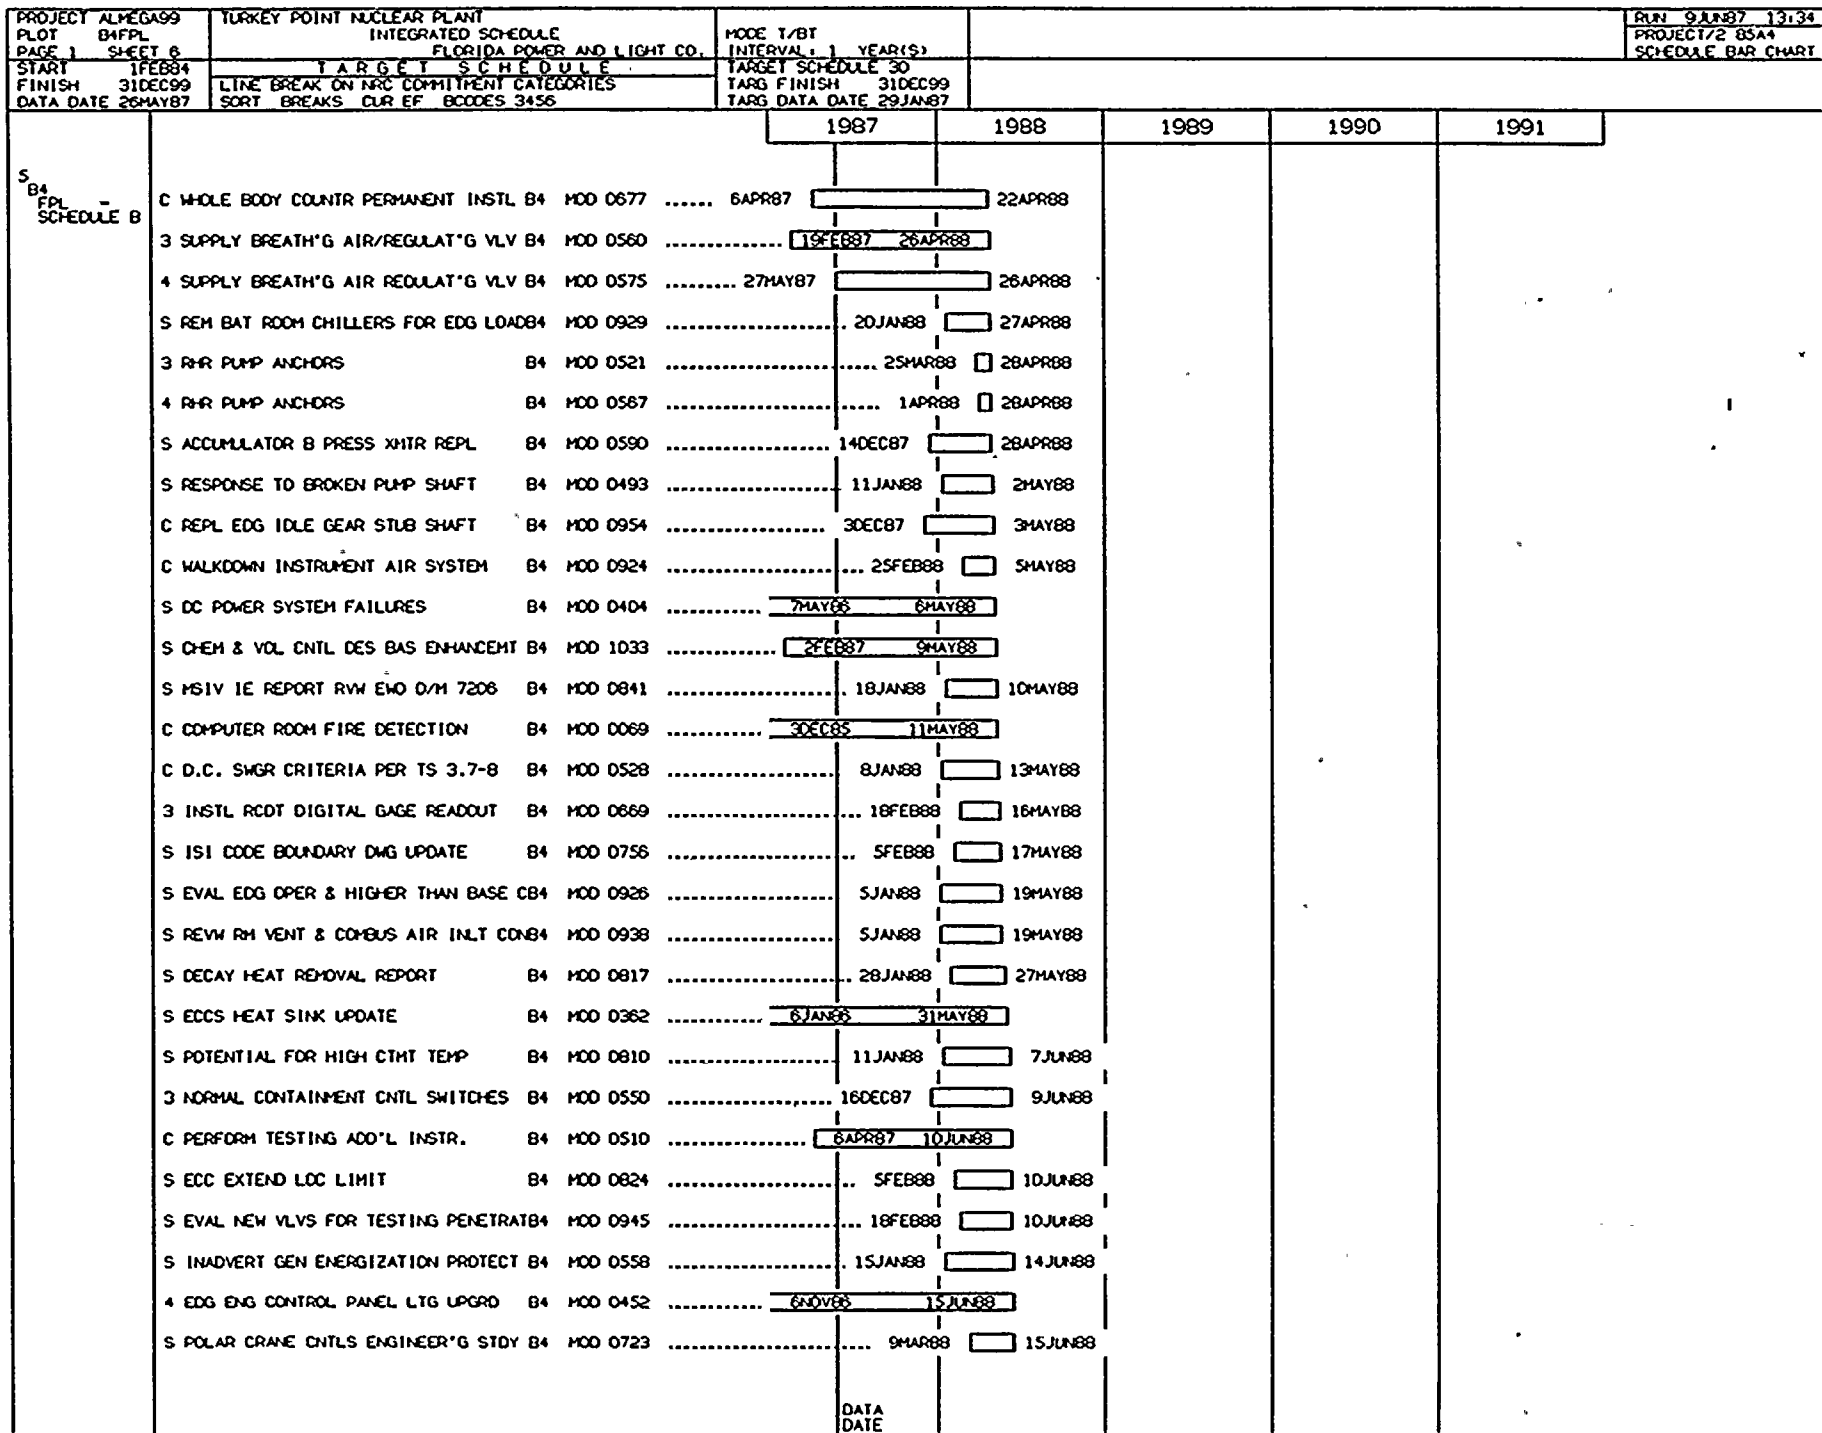 PROJECT ALMEGA99
PLOT B4FPL
PAGE 1 SHEET 6
START 1FEB84
FINISH 31DEC99
DATA DATE 26MAY87
TURKEY POINT NUCLEAR PLANT
INTEGRATED SCHEDULE
FLORIDA POWER AND LIGHT CO.
TARGET SCHEDULE
LINE BREAK ON NRC COMMITMENT CATEGORIES
SORT BREAKS CUR EF BCODES 3456
MODE T/BT
INTERVAL: 1 YEAR(S)
TARGET SCHEDULE 30
TARG FINISH 31DEC99
TARG DATA DATE 29JAN87
RUN 9JUN87 13:34
PROJECT/2 85A4
SCHEDULE BAR CHART
1987 1988 1989 1990 1991
S
B4
FPL -
SCHEDULE B
C WHOLE BODY COUNTR PERMANENT INSTL B4 MOD 0677 ...... 6APR87 22APR88
3 SUPPLY BREATH'G AIR/REGULAT'G VLV B4 MOD 0560 .............. 19FEB87 26APR88
4 SUPPLY BREATH'G AIR REGULAT'G VLV B4 MOD 0575 ......... 27MAY87 26APR88
S REM BAT ROOM CHILLERS FOR EDG LOADB4 MOD 0929 ...................... 20JAN88 27APR88
3 RHR PUMP ANCHORS B4 MOD 0521 .......................... 25MAR88 28APR88
4 RHR PUMP ANCHORS B4 MOD 0567 .......................... 1APR88 28APR88
S ACCUMULATOR B PRESS XMTR REPL B4 MOD 0590 .................... 14DEC87 28APR88
S RESPONSE TO BROKEN PUMP SHAFT B4 MOD 0493 ..................... 11JAN88 2MAY88
C REPL EDG IDLE GEAR STUB SHAFT B4 MOD 0954 ................... 3DEC87 3MAY88
C WALKDOWN INSTRUMENT AIR SYSTEM B4 MOD 0924 ........................ 25FEB88 5MAY88
S DC POWER SYSTEM FAILURES B4 MOD 0404 ........... 7MAY86 6MAY88
S CHEM & VOL CNTL DES BAS ENHANCEMT B4 MOD 1033 ............. 2FEB87 9MAY88
S MSIV IE REPORT RVW EWO O/M 7206 B4 MOD 0841 ..................... 18JAN88 10MAY88
C COMPUTER ROOM FIRE DETECTION B4 MOD 0069 ........... 3DEC85 11MAY88
C D.C. SWGR CRITERIA PER TS 3.7-8 B4 MOD 0528 .................... 8JAN88 13MAY88
3 INSTL RCDT DIGITAL GAGE READOUT B4 MOD 0669 ....................... 18FEB88 16MAY88
S ISI CODE BOUNDARY DWG UPDATE B4 MOD 0756 ...................... 5FEB88 17MAY88
S EVAL EDG OPER & HIGHER THAN BASE CB4 MOD 0926 .................... 5JAN88 19MAY88
S REVW RM VENT & COMBUS AIR INLT CONB4 MOD 0938 .................... 5JAN88 19MAY88
S DECAY HEAT REMOVAL REPORT B4 MOD 0817 ...................... 28JAN88 27MAY88
S ECCS HEAT SINK UPDATE B4 MOD 0362 ........... 6JAN86 31MAY88
S POTENTIAL FOR HIGH CTMT TEMP B4 MOD 0810 .................... 11JAN88 7JUN88
3 NORMAL CONTAINMENT CNTL SWITCHES B4 MOD 0550 ................... 16DEC87 9JUN88
C PERFORM TESTING ADD'L INSTR. B4 MOD 0510 ................ 6APR87 10JUN88
S ECC EXTEND LOC LIMIT B4 MOD 0824 ...................... 5FEB88 10JUN88
S EVAL NEW VLVS FOR TESTING PENETRATB4 MOD 0945 ....................... 18FEB88 10JUN88
S INADVERT GEN ENERGIZATION PROTECT B4 MOD 0558 ..................... 15JAN88 14JUN88
4 EDG ENG CONTROL PANEL LTG UPGRD B4 MOD 0452 ........... 6NOV86 15JUN88
S POLAR CRANE CNTLS ENGINEER'G STDY B4 MOD 0723 ........................ 9MAR88 15JUN88
DATA
DATE